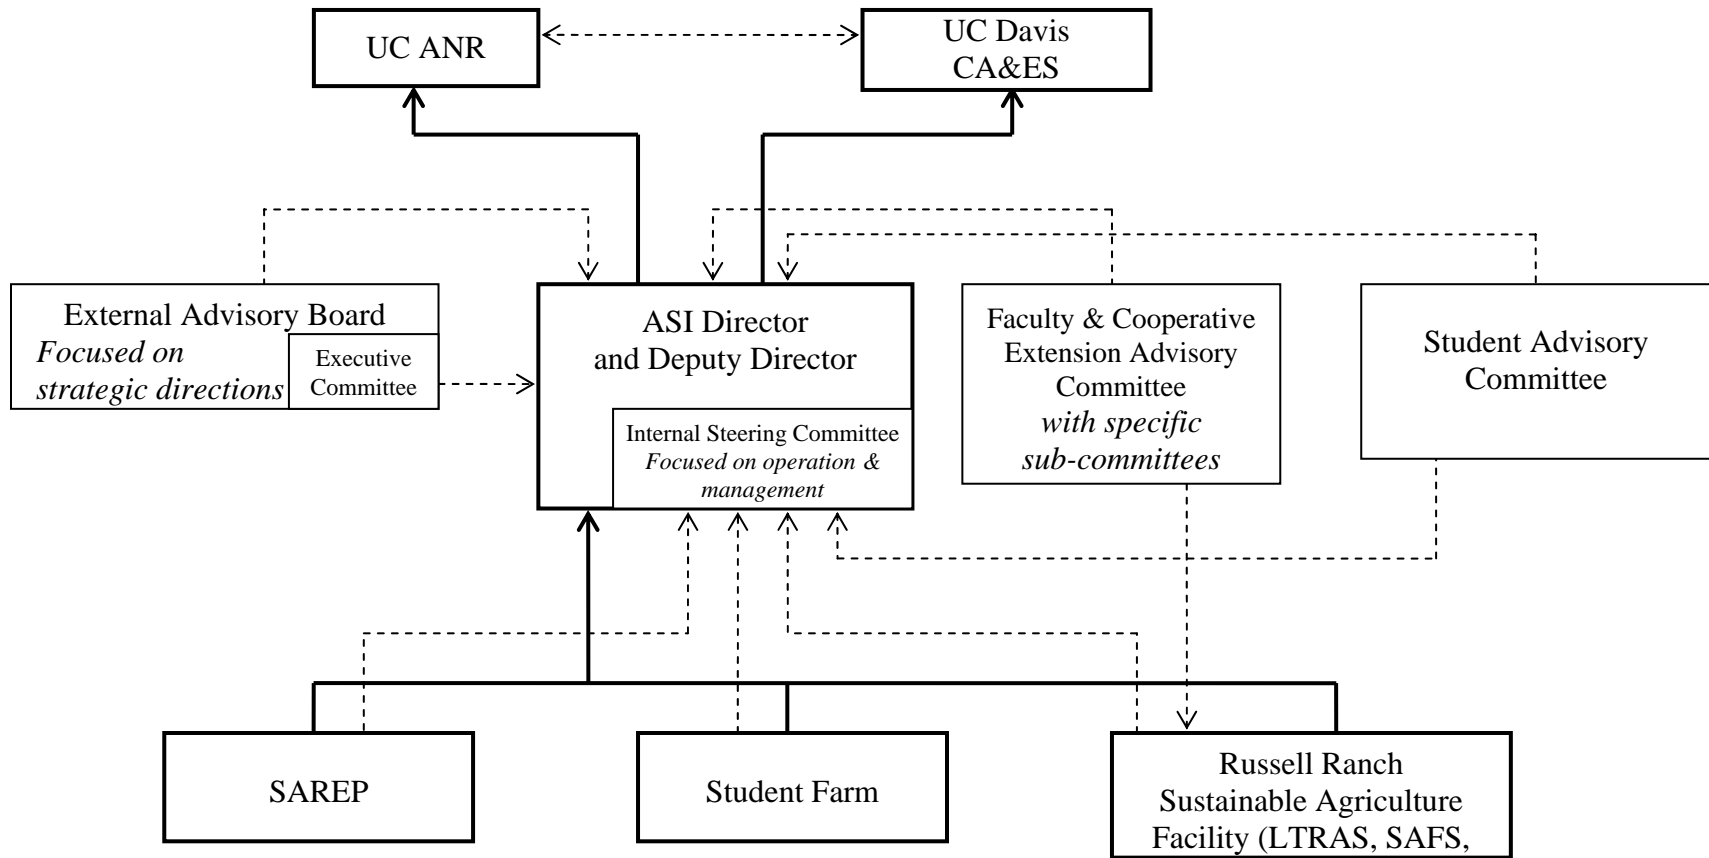 UC ANR
UC Davis
CA&ES
External Advisory Board
Focused on
strategic directions
Executive
Committee
ASI Director
and Deputy Director
Internal Steering Committee
Focused on operation &
management
Faculty & Cooperative
Extension Advisory
Committee
with specific
sub-committees
Student Advisory
Committee
SAREP
Student Farm
Russell Ranch
Sustainable Agriculture
Facility (LTRAS, SAFS,